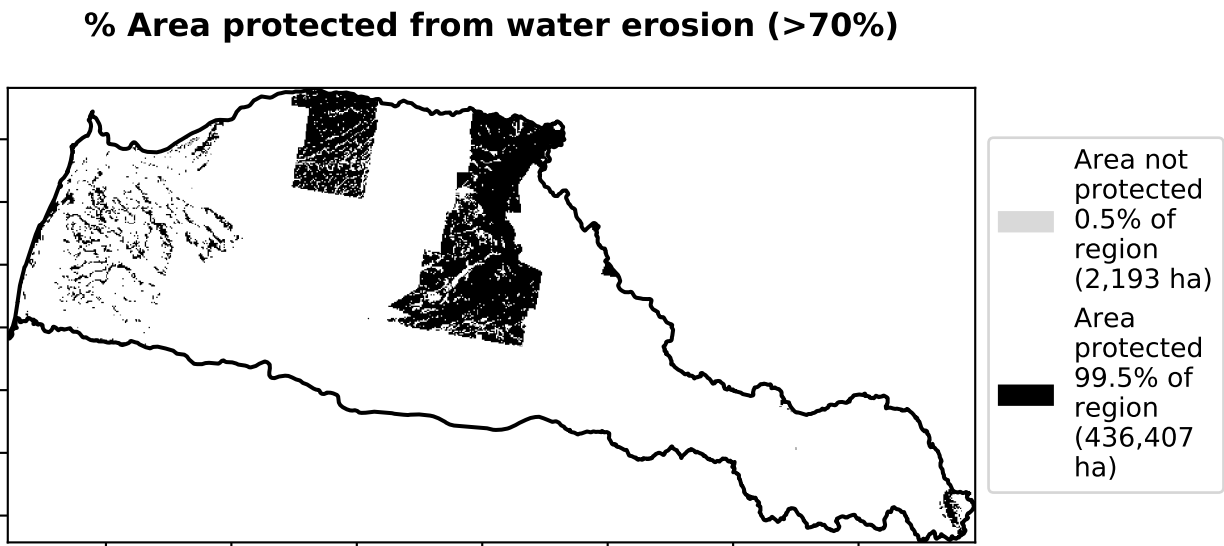 % Area protected from water erosion (>70%)
Area not
protected
0.5% of
region
(2,193 ha)
Area
protected
99.5% of
region
(436,407
ha)